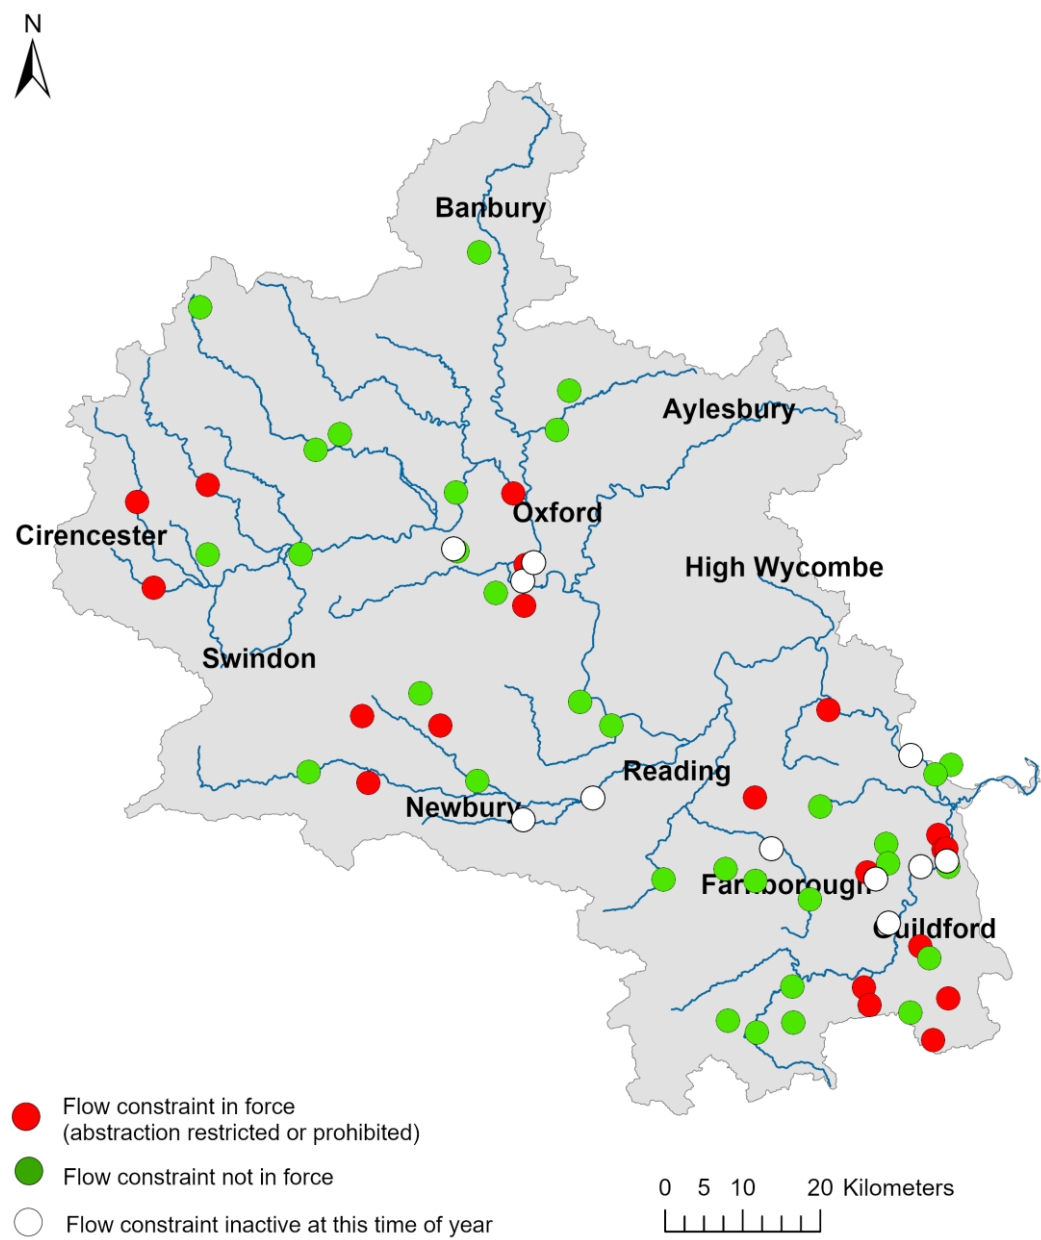 N
Banbury
Aylesbury
Oxford
Cirencester
High Wycombe
Swindon
Reading
Newbury
Farnborough
Guildford
Flow constraint in force
(abstraction restricted or prohibited)
Flow constraint not in force
Flow constraint inactive at this time of year
0 5 10 20 Kilometers